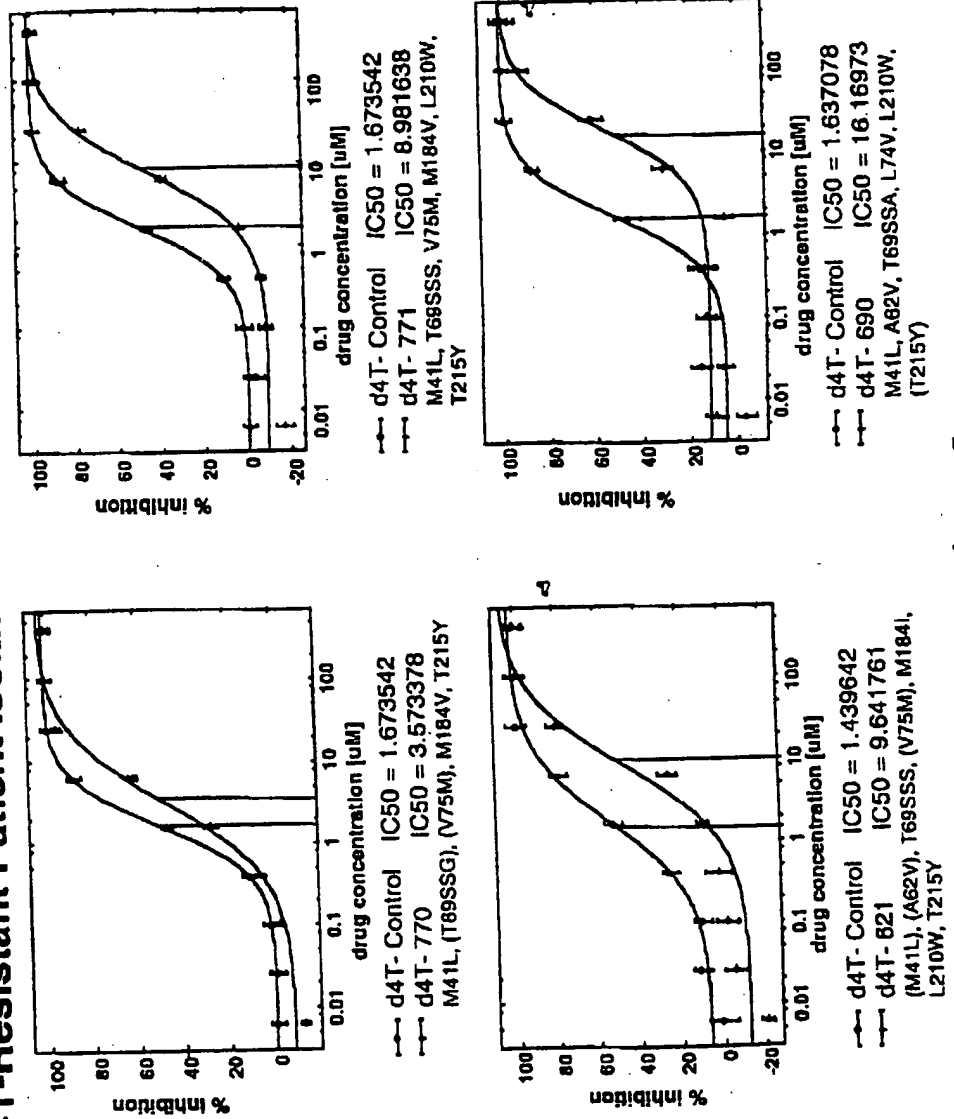 T-Resistant Patient
100
80
60
40
20
0
% inhibition
0.01 0.1 1 10 100
drug concentration [uM]
d4T- Control IC50 = 1.673542
d4T- 770 IC50 = 3.573378
M41L, (T69SSG), (V75M), M184V, T215Y
100
80
60
40
20
0
-20
% inhibition
0.01 0.1 1 10 100
drug concentration [uM]
d4T- Control IC50 = 1.673542
d4T- 771 IC50 = 8.981638
M41L, T69SSS, V75M, M184V, L210W,
T215Y
100
80
60
40
20
0
-20
% inhibition
0.01 0.1 1 10 100
drug concentration [uM]
d4T- Control IC50 = 1.439642
d4T- 621 IC50 = 9.641761
(M41L), (A62V), T69SSS, (V75M), M184I,
L210W, T215Y
100
80
60
40
20
0
% inhibition
0.01 0.1 1 10 100
drug concentration [uM]
d4T- Control IC50 = 1.637078
d4T- 690 IC50 = 16.16973
M41L, A62V, T69SSA, L74V, L210W,
(T215Y)